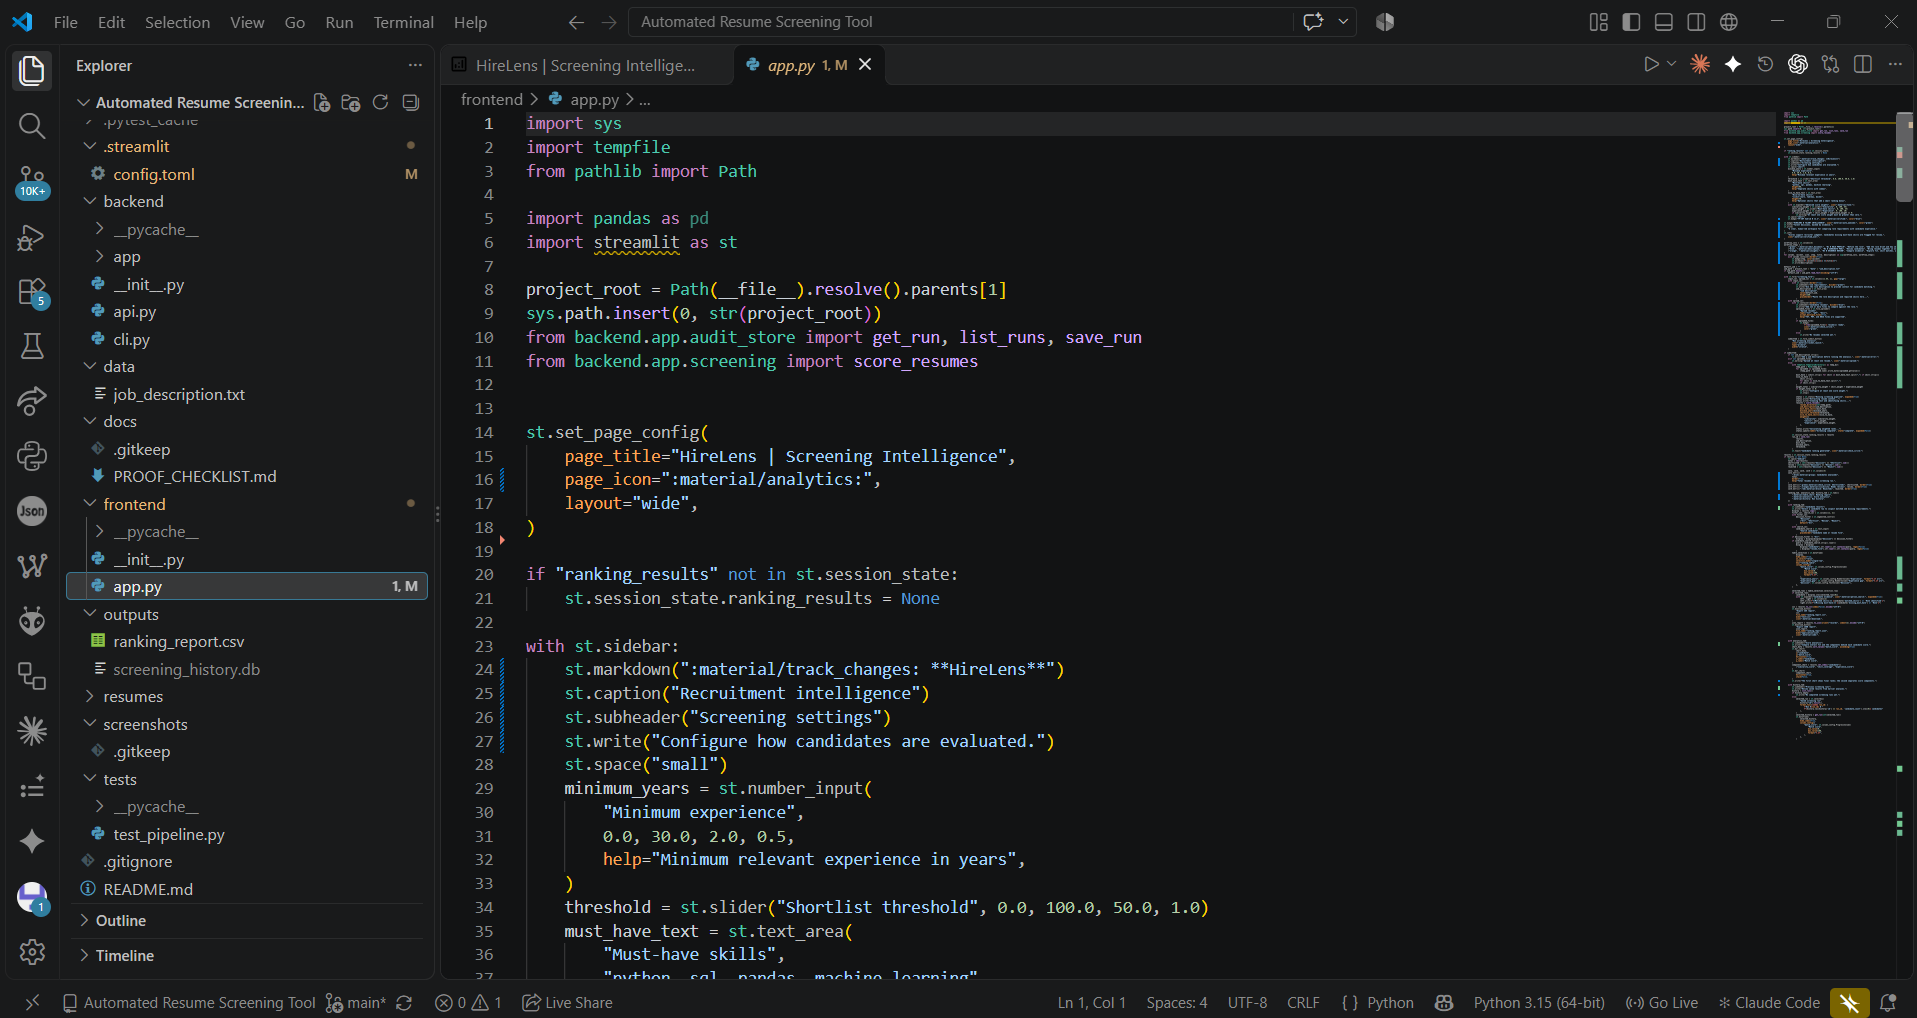 File Edit Selection View Go Run Terminal Help
Automated Resume Screening Tool
Explorer
Automated Resume Screenin...
.pytest_cache
.streamlit
config.toml M
backend
__pycache__
app
__init__.py
api.py
cli.py
data
job_description.txt
docs
.gitkeep
PROOF_CHECKLIST.md
frontend
__pycache__
__init__.py
app.py 1, M
outputs
ranking_report.csv
screening_history.db
resumes
screenshots
.gitkeep
tests
__pycache__
test_pipeline.py
.gitignore
README.md
Outline
Timeline
10K+
5
Json
1
HireLens | Screening Intellige...
app.py 1, M
frontend > app.py > ...
1 import sys
2 import tempfile
3 from pathlib import Path
4
5 import pandas as pd
6 import streamlit as st
7
8 project_root = Path(__file__).resolve().parents[1]
9 sys.path.insert(0, str(project_root))
10 from backend.app.audit_store import get_run, list_runs, save_run
11 from backend.app.screening import score_resumes
12
13
14 st.set_page_config(
15 page_title="HireLens | Screening Intelligence",
16 page_icon=":material/analytics:",
17 layout="wide",
18 )
19
20 if "ranking_results" not in st.session_state:
21 st.session_state.ranking_results = None
22
23 with st.sidebar:
24 st.markdown(":material/track_changes: **HireLens**")
25 st.caption("Recruitment intelligence")
26 st.subheader("Screening settings")
27 st.write("Configure how candidates are evaluated.")
28 st.space("small")
29 minimum_years = st.number_input(
30 "Minimum experience",
31 0.0, 30.0, 2.0, 0.5,
32 help="Minimum relevant experience in years",
33 )
34 threshold = st.slider("Shortlist threshold", 0.0, 100.0, 50.0, 1.0)
35 must_have_text = st.text_area(
36 "Must-have skills",
37 "python, sql, pandas, machine learning"
Automated Resume Screening Tool main* 0 1 Live Share Ln 1, Col 1 Spaces: 4 UTF-8 CRLF { } Python Python 3.15 (64-bit) Go Live Claude Code